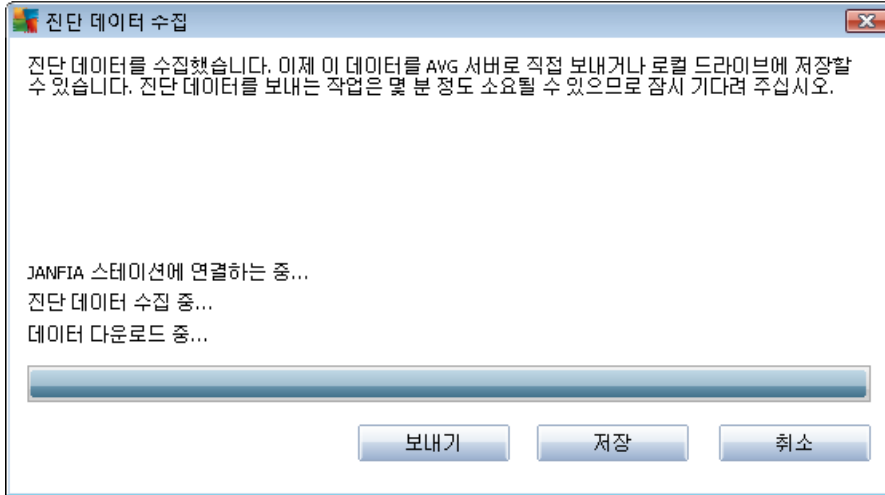 진단 데이터 수집
진단 데이터를 수집했습니다. 이제 이 데이터를 AVG 서버로 직접 보내거나 로컬 드라이브에 저장할
수 있습니다. 진단 데이터를 보내는 작업은 몇 분 정도 소요될 수 있으므로 잠시 기다려 주십시오.
JANFIA 스테이션에 연결하는 중...
진단 데이터 수집 중...
데이터 다운로드 중...
보내기 저장 취소